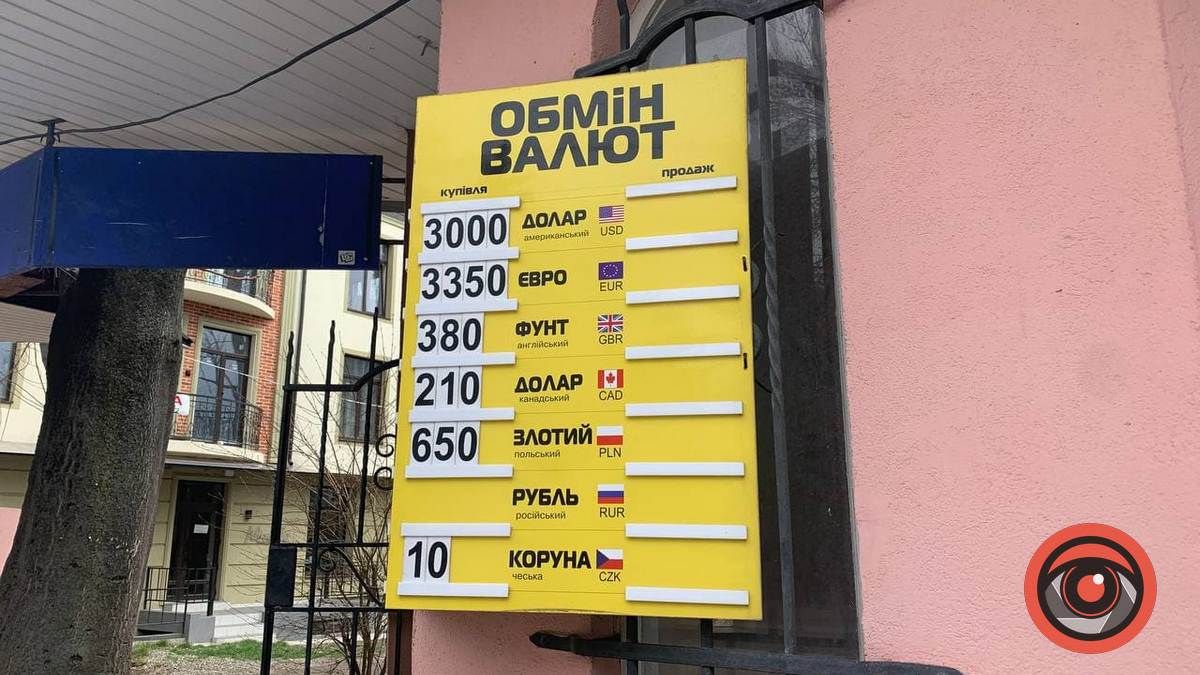 ОБМіН
ВАЛЮТ
купівля продаж
3000 ДОЛАР
американський USD
3350 ЄВРО EUR
380 ФУНТ
англійський GBR
210 ДОЛАР
канадський CAD
650 ЗЛОТИЙ
польський PLN
РУБЛЬ
російський RUR
10 КОРУНА
чеська CZK